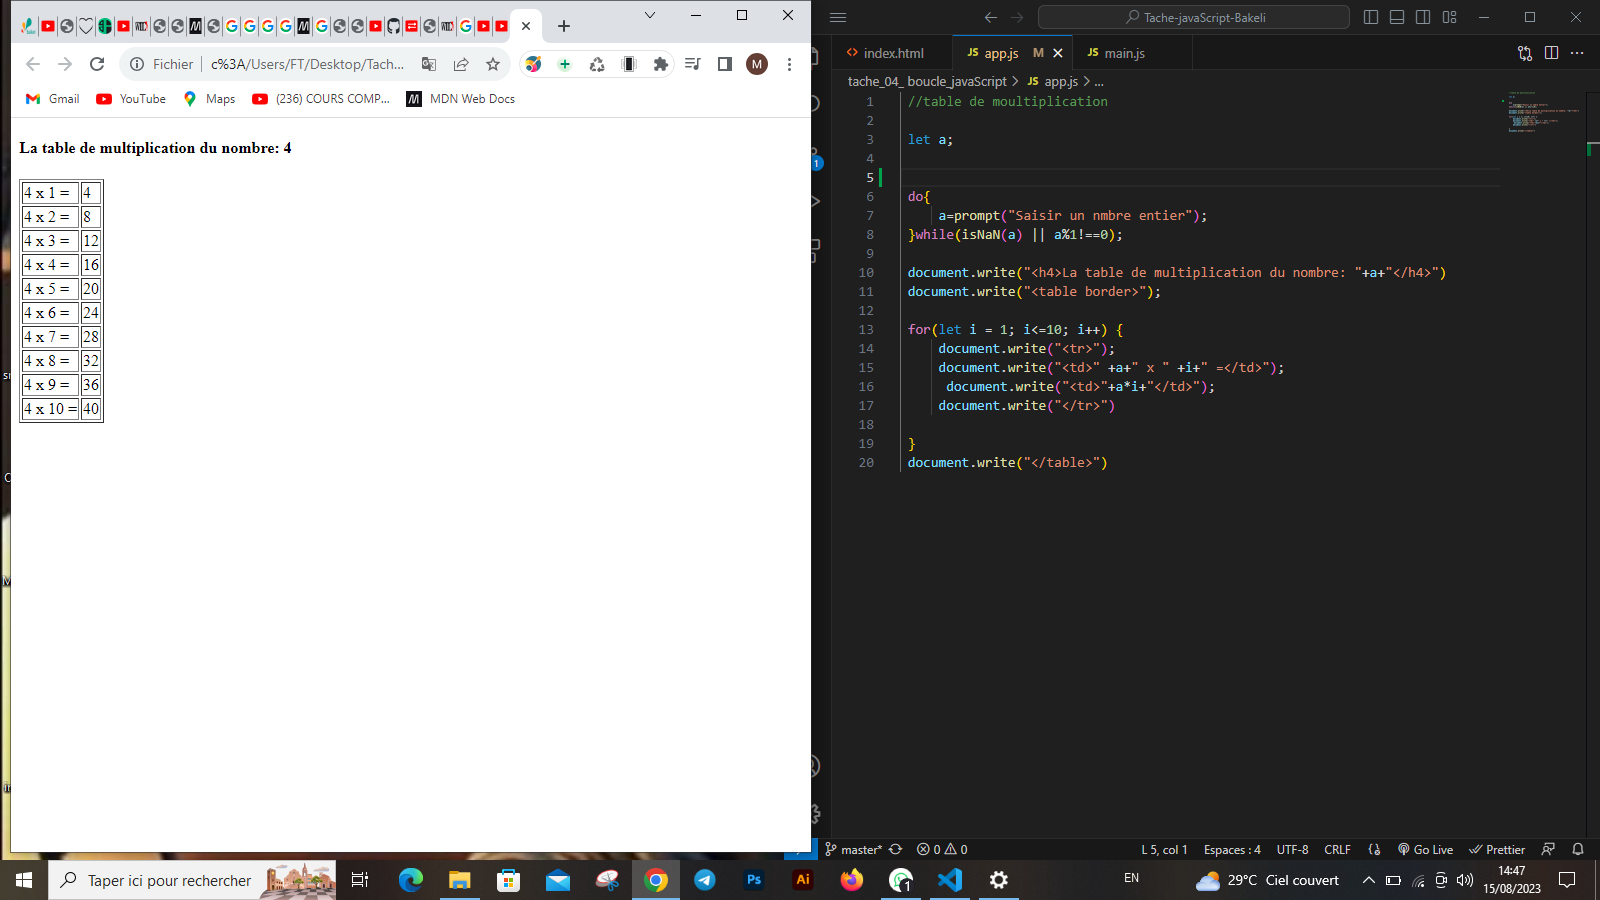 Fichier
c%3A/Users/FT/Desktop/Tach...
M
Gmail
YouTube
Maps
(236) COURS COMP...
MDN Web Docs
La table de multiplication du nombre: 4
4 x 1 = 4
4 x 2 = 8
4 x 3 = 12
4 x 4 = 16
4 x 5 = 20
4 x 6 = 24
4 x 7 = 28
4 x 8 = 32
4 x 9 = 36
4 x 10 = 40
Tache-javaScript-Bakeli
index.html
JS app.js M
JS main.js
tache_04_ boucle_javaScript > JS app.js > ...
1 //table de moultiplication
2
3 let a;
4
5
6 do{
7 a=prompt("Saisir un nmbre entier");
8 }while(isNaN(a) || a%1!==0);
9
10 document.write("<h4>La table de multiplication du nombre: "+a+"</h4>")
11 document.write("<table border>");
12
13 for(let i = 1; i<=10; i++) {
14 document.write("<tr>");
15 document.write("<td>" +a+" x " +i+" =</td>");
16 document.write("<td>"+a*i+"</td>");
17 document.write("</tr>")
18
19 }
20 document.write("</table>")
1
master*
0 0
L 5, col 1
Espaces : 4
UTF-8
CRLF
Go Live
Prettier
Taper ici pour rechercher
Ps
Ai
1
EN
29°C Ciel couvert
14:47
15/08/2023